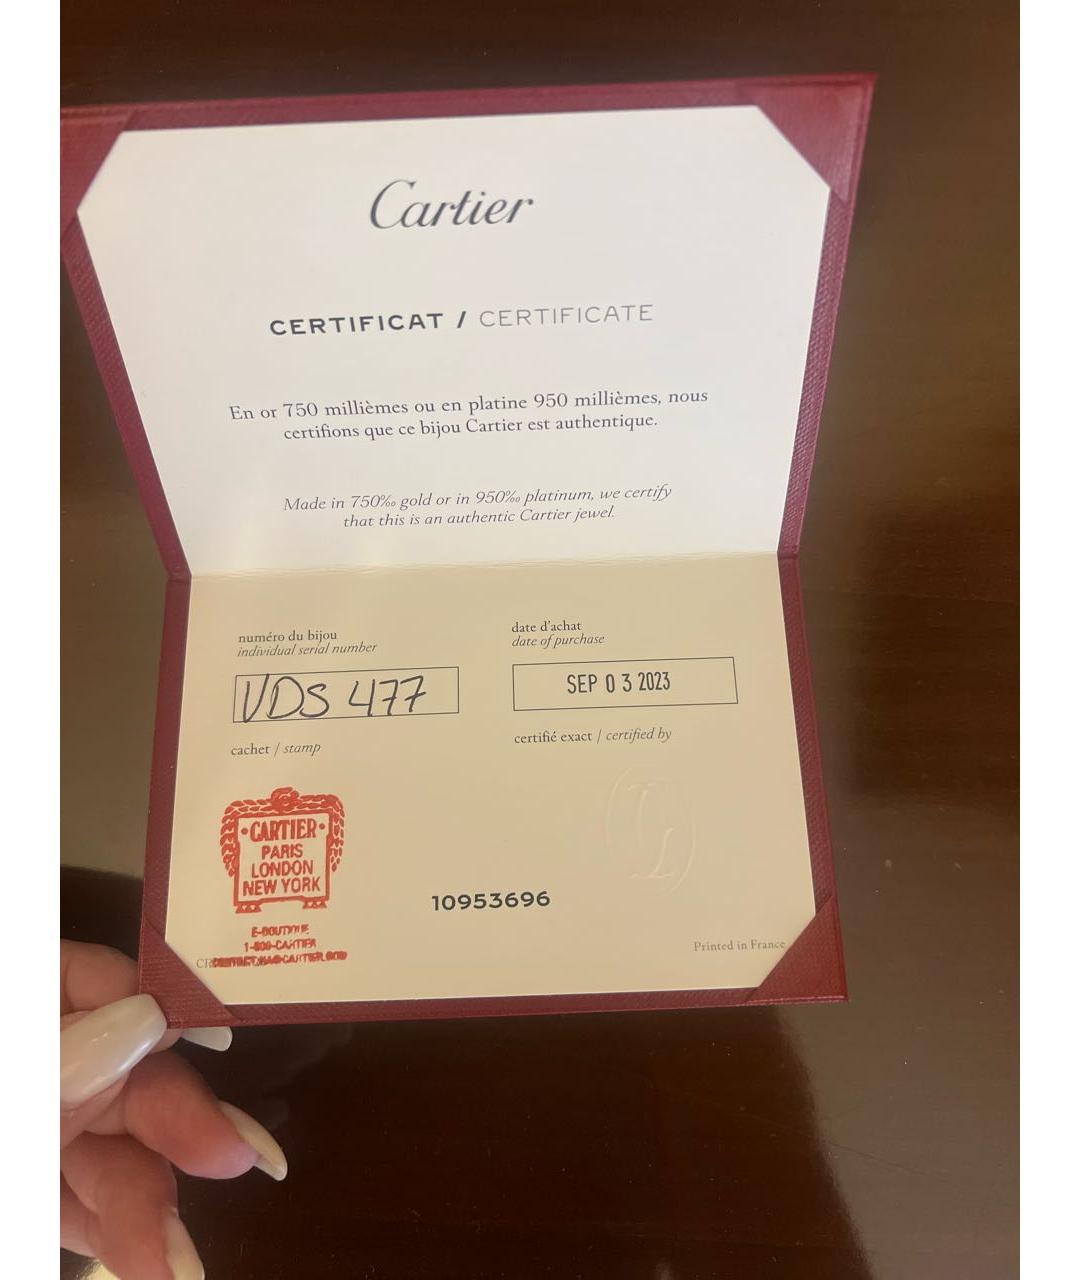 Cartier
CERTIFICAT / CERTIFICATE
En or 750 millièmes ou en platine 950 millièmes, nous
certifions que ce bijou Cartier est authentique.
Made in 750‰ gold or in 950‰ platinum, we certify
that this is an authentic Cartier jewel.
numéro du bijou
individual serial number
date d'achat
date of purchase
VDS 477
SEP 03 2023
cachet / stamp
certifié exact / certified by
CARTIER
PARIS
LONDON
NEW YORK
10953696
E-BOUTIQUE
1-800-CARTIER
Printed in France